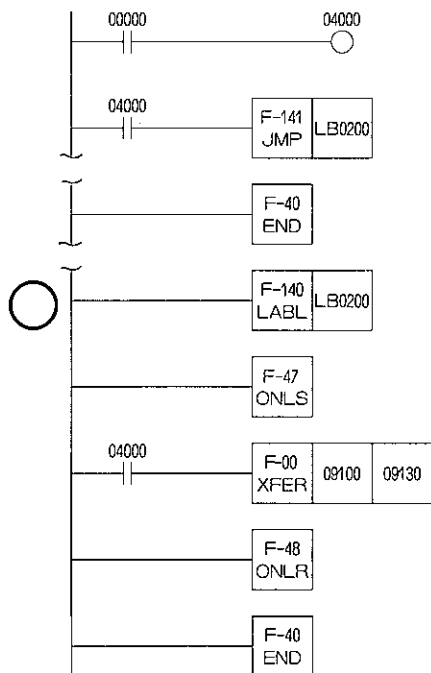 00000 04000
04000
F-141 LB0200
JMP
F-40
END
F-140 LB0200
LABL
F-47
ONLS
04000
F-00 09100 09130
XFER
F-48
ONLR
F-40
END